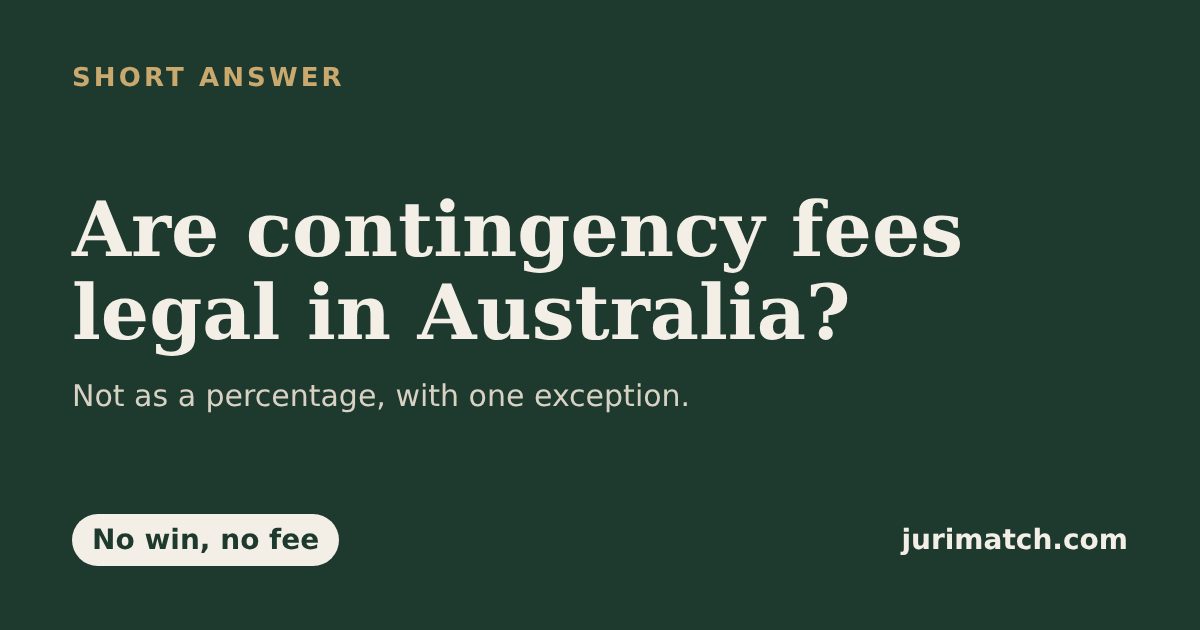 SHORT ANSWER
Are contingency fees
legal in Australia?
Not as a percentage, with one exception.
No win, no fee
jurimatch.com